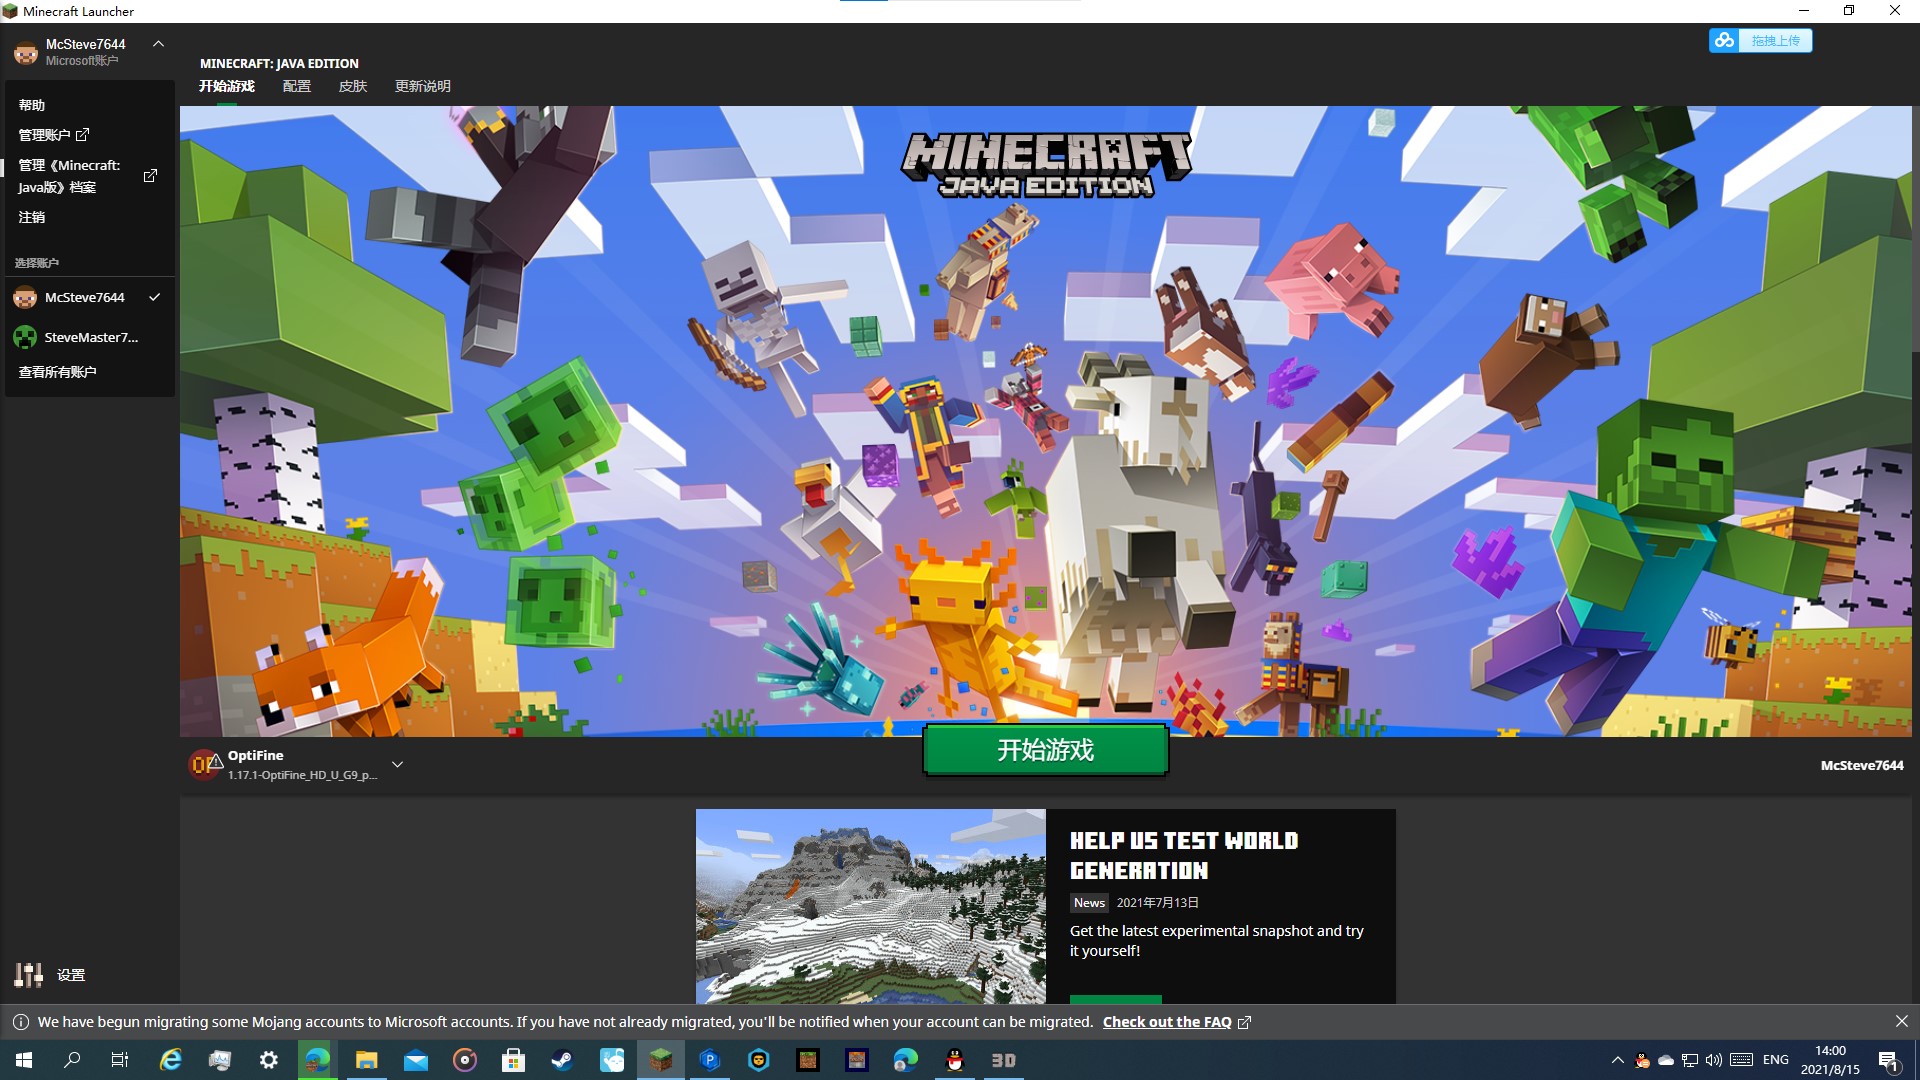 Minecraft Launcher
McSteve7644
Microsoft账户
拖拽上传
MINECRAFT: JAVA EDITION
开始游戏
配置
皮肤
更新说明
帮助
管理账户
管理《Minecraft:
Java版》档案
注销
选择账户
McSteve7644
SteveMaster7...
查看所有账户
MINECRAFT
JAVA EDITION
OptiFine
1.17.1-OptiFine_HD_U_G9_p...
开始游戏
McSteve7644
HELP US TEST WORLD
GENERATION
News 2021年7月13日
Get the latest experimental snapshot and try
it yourself!
设置
We have begun migrating some Mojang accounts to Microsoft accounts. If you have not already migrated, you'll be notified when your account can be migrated. Check out the FAQ
3D
ENG
14:00
2021/8/15
1